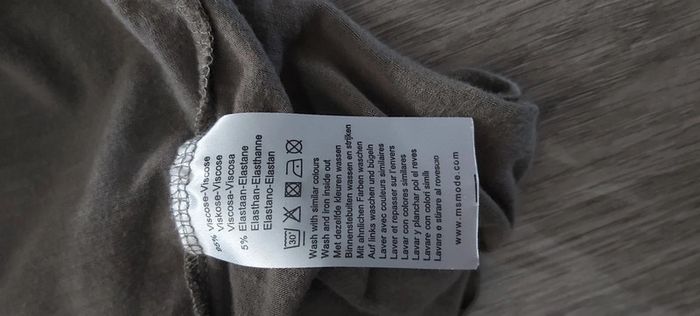 95% Viscose-Viscose
Viskose-Viscose
Viscosa-Viscosa
5% Elastaan-Elastane
Elasthan-Elasthanne
Elastano-Elastan
30°
Wash with similar colours
Wash and iron inside out
Met dezelfde kleuren wassen
Binnenstebuiten wassen en strijken
Mit ähnlichen Farben waschen
Auf links waschen und bügeln
Laver avec couleurs similaires
Laver et repasser sur l'envers
Lavar con colores similares
Lavar y planchar pol el reves
Lavare con colori simili
Lavare e stirare al rovescio
www.msmode.com